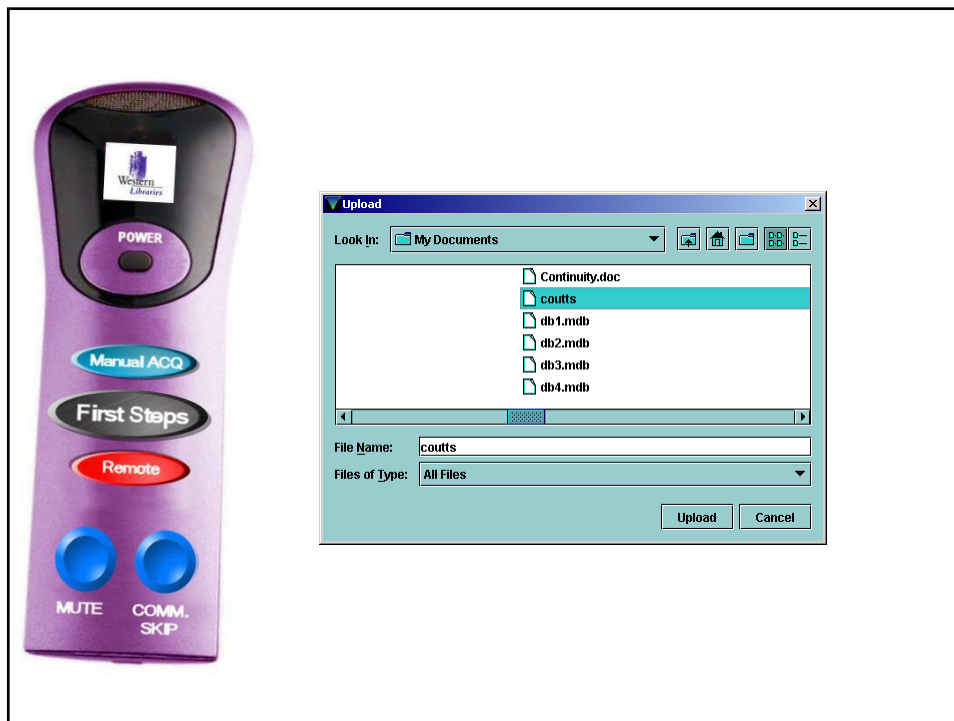 Western
Libraries
POWER
Manual ACQ
First Steps
Remote
MUTE
COMM.
SKIP
Upload
Look In: My Documents
Continuity.doc
coutts
db1.mdb
db2.mdb
db3.mdb
db4.mdb
File Name: coutts
Files of Type: All Files
Upload Cancel